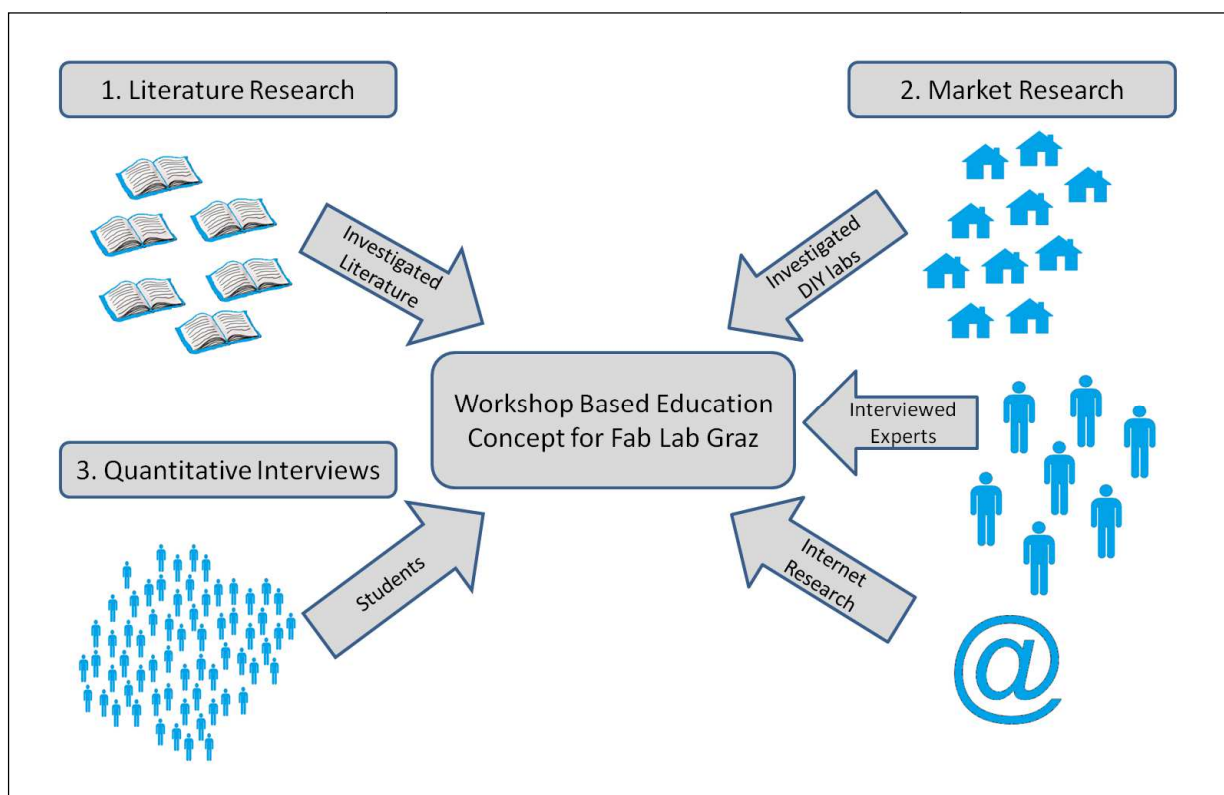 1. Literature Research
2. Market Research
Investigated
Literature
Investigated
DIY labs
Workshop Based Education
Concept for Fab Lab Graz
Interviewed
Experts
3. Quantitative Interviews
Students
Internet
Research
@